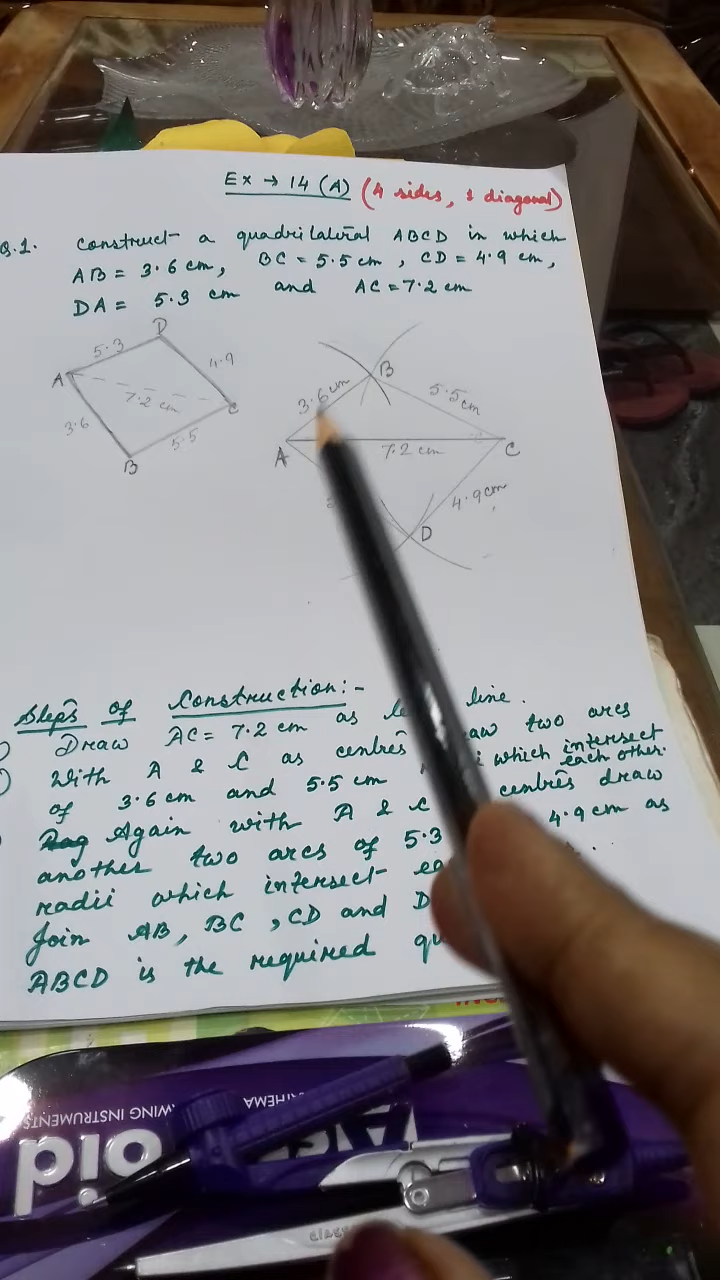 Ex → 14 (A) (4 sides, 1 diagonal)
Q.1. Construct a quadrilateral ABCD in which
AB = 3.6 cm, BC = 5.5 cm, CD = 4.9 cm,
DA = 5.3 cm and AC = 7.2 cm
D
5.3
4.9
A
7.2 cm
C
3.6
5.5
B
B
3.6 cm
5.5 cm
A
7.2 cm
C
4.9 cm
D
Steps of Construction:-
Draw AC = 7.2 cm as line.
With A & C as centres two arcs
of 3.6 cm and 5.5 cm which intersect
each other.
Again with A & C centres draw
another two arcs of 5.3 4.9 cm as
radii which intersect
Join AB, BC, CD and D
ABCD is the required
WING INSTRUMENTS
oid